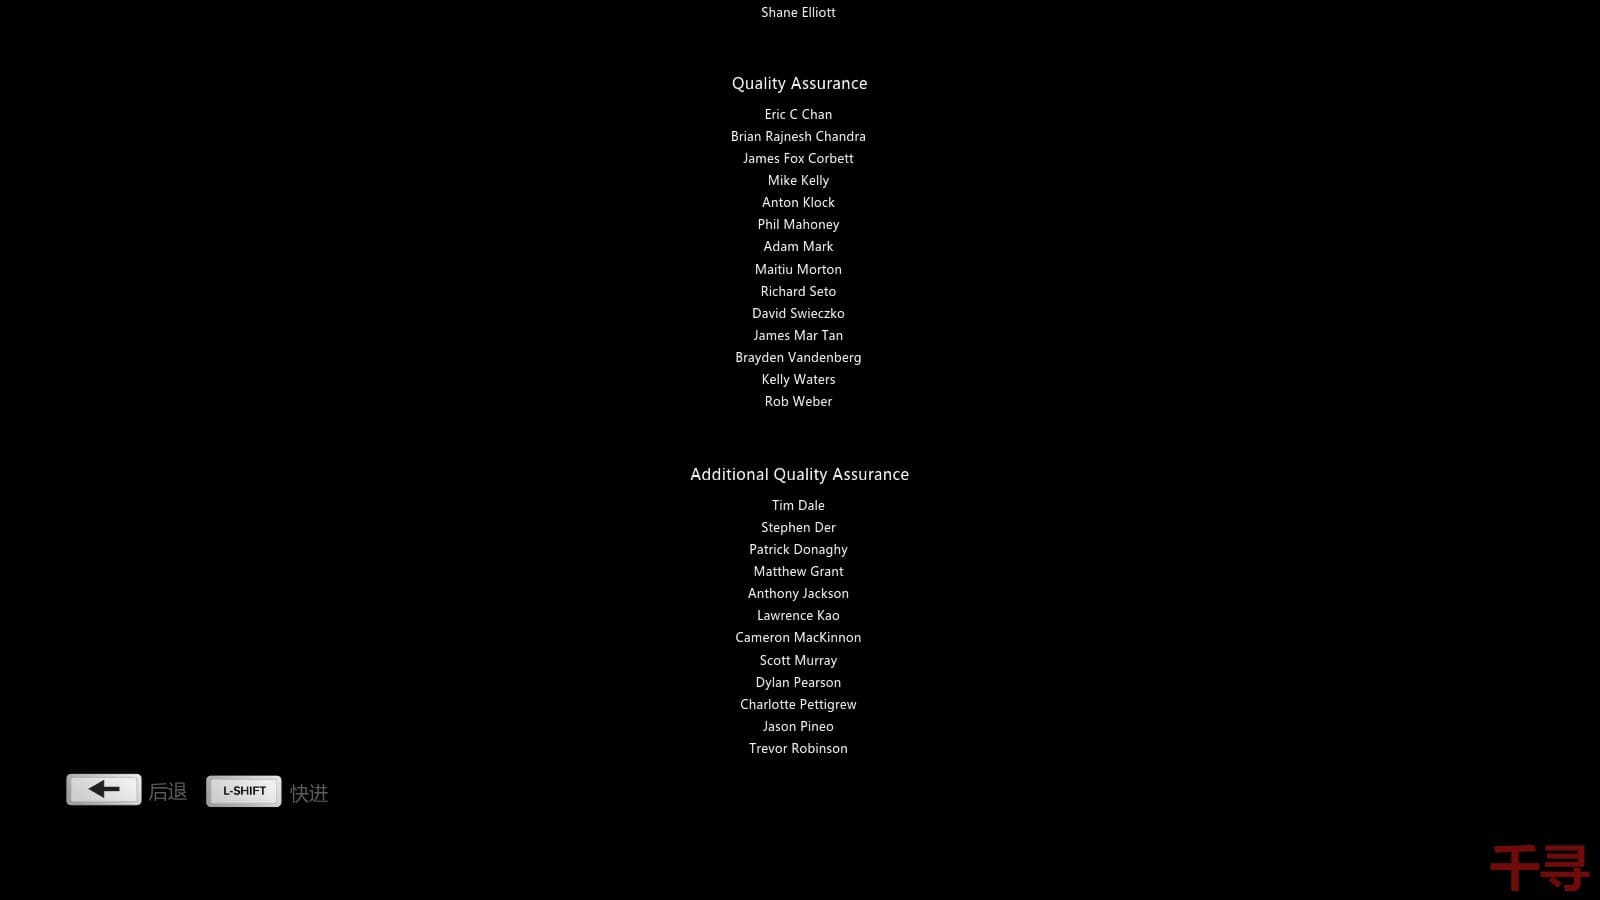 Shane Elliott
Quality Assurance
Eric C Chan
Brian Rajnesh Chandra
James Fox Corbett
Mike Kelly
Anton Klock
Phil Mahoney
Adam Mark
Maitiu Morton
Richard Seto
David Swieczko
James Mar Tan
Brayden Vandenberg
Kelly Waters
Rob Weber
Additional Quality Assurance
Tim Dale
Stephen Der
Patrick Donaghy
Matthew Grant
Anthony Jackson
Lawrence Kao
Cameron MacKinnon
Scott Murray
Dylan Pearson
Charlotte Pettigrew
Jason Pineo
Trevor Robinson
后退 L-SHIFT 快进
千寻